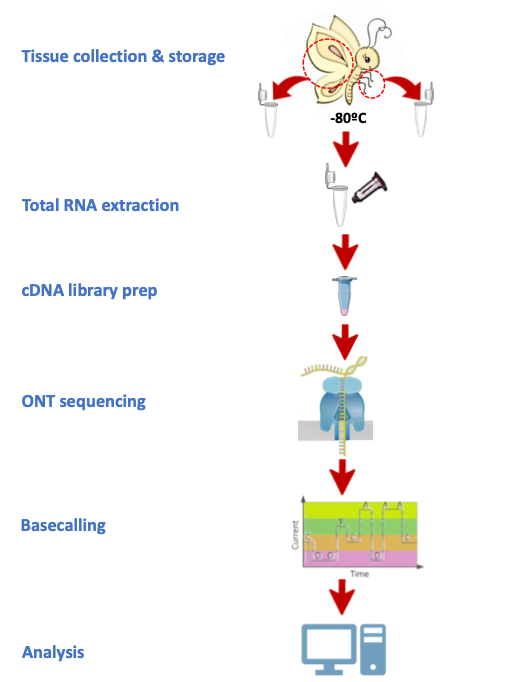 Tissue collection & storage
-80ºC
Total RNA extraction
cDNA library prep
ONT sequencing
Basecalling
Current
Time
Analysis